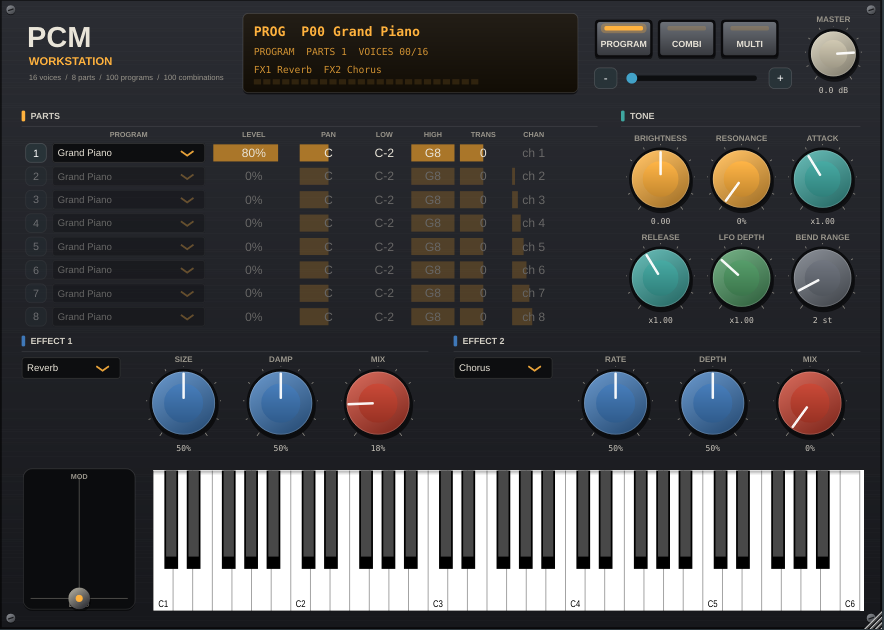 PCM
WORKSTATION
16 voices / 8 parts / 100 programs / 100 combinations
PROG P00 Grand Piano
PROGRAM PARTS 1 VOICES 00/16
FX1 Reverb FX2 Chorus
PROGRAM COMBI MULTI
- +
MASTER
0.0 dB
PARTS
PROGRAM LEVEL PAN LOW HIGH TRANS CHAN
1 Grand Piano 80% C C-2 G8 0 ch 1
2 Grand Piano 0% C C-2 G8 0 ch 2
3 Grand Piano 0% C C-2 G8 0 ch 3
4 Grand Piano 0% C C-2 G8 0 ch 4
5 Grand Piano 0% C C-2 G8 0 ch 5
6 Grand Piano 0% C C-2 G8 0 ch 6
7 Grand Piano 0% C C-2 G8 0 ch 7
8 Grand Piano 0% C C-2 G8 0 ch 8
TONE
BRIGHTNESS RESONANCE ATTACK
0.00 0% x1.00
RELEASE LFO DEPTH BEND RANGE
x1.00 x1.00 2 st
EFFECT 1
Reverb
SIZE DAMP MIX
50% 50% 18%
EFFECT 2
Chorus
RATE DEPTH MIX
50% 50% 0%
MOD
C1 C2 C3 C4 C5 C6